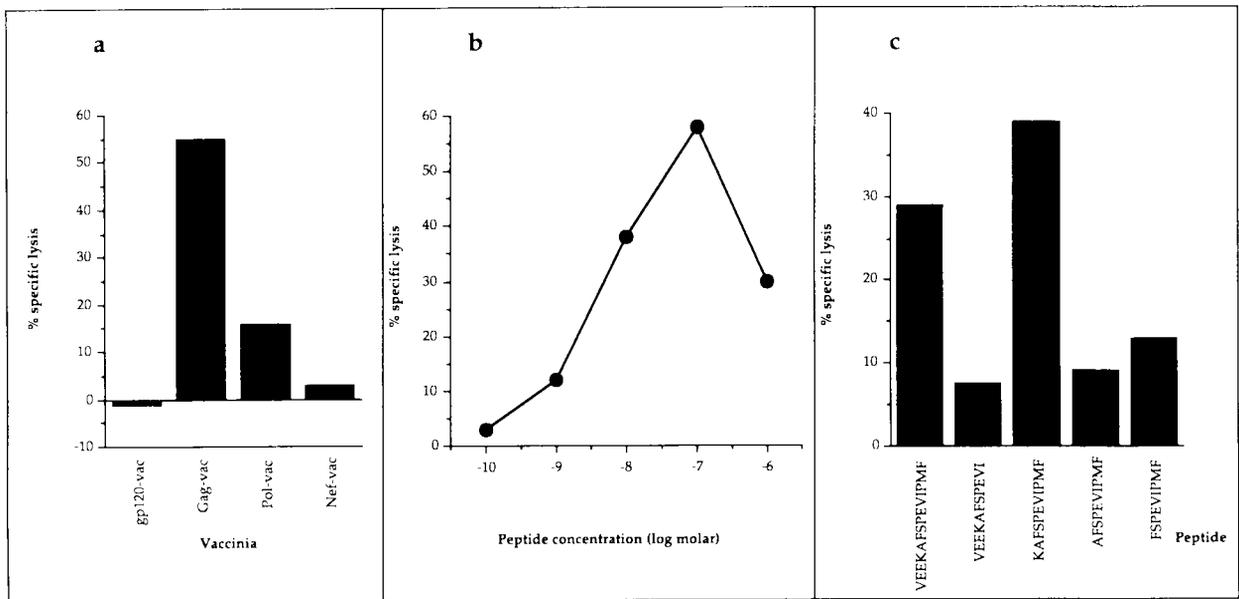 a
60
50
40
30
20
10
0
-10
% specific lysis
gp120-vac
Gag-vac
Pol-vac
Nef-vac
Vaccinia
b
60
50
40
30
20
10
0
% specific lysis
-10
-9
-8
-7
-6
Peptide concentration (log molar)
c
40
30
20
10
0
% specific lysis
VEEKAFSPEVIPMF
VEEKAFSPEVI
KAFSPEVIPMF
AFSPEVIPMF
FSPEVIPMF
Peptide